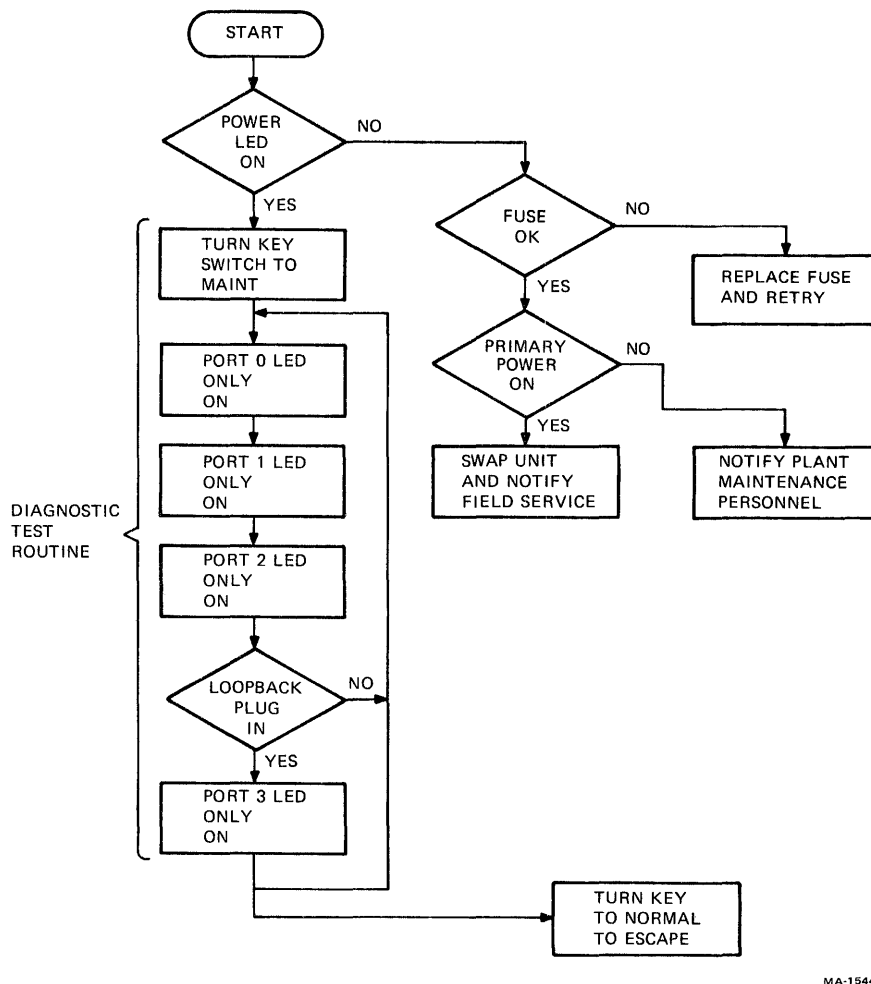 START
POWER
LED
ON
NO
YES
FUSE
OK
NO
YES
REPLACE FUSE
AND RETRY
PRIMARY
POWER
ON
NO
YES
SWAP UNIT
AND NOTIFY
FIELD SERVICE
NOTIFY PLANT
MAINTENANCE
PERSONNEL
DIAGNOSTIC
TEST
ROUTINE
TURN KEY
SWITCH TO
MAINT
PORT 0 LED
ONLY
ON
PORT 1 LED
ONLY
ON
PORT 2 LED
ONLY
ON
LOOPBACK
PLUG
IN
NO
YES
PORT 3 LED
ONLY
ON
TURN KEY
TO NORMAL
TO ESCAPE
MA-1544